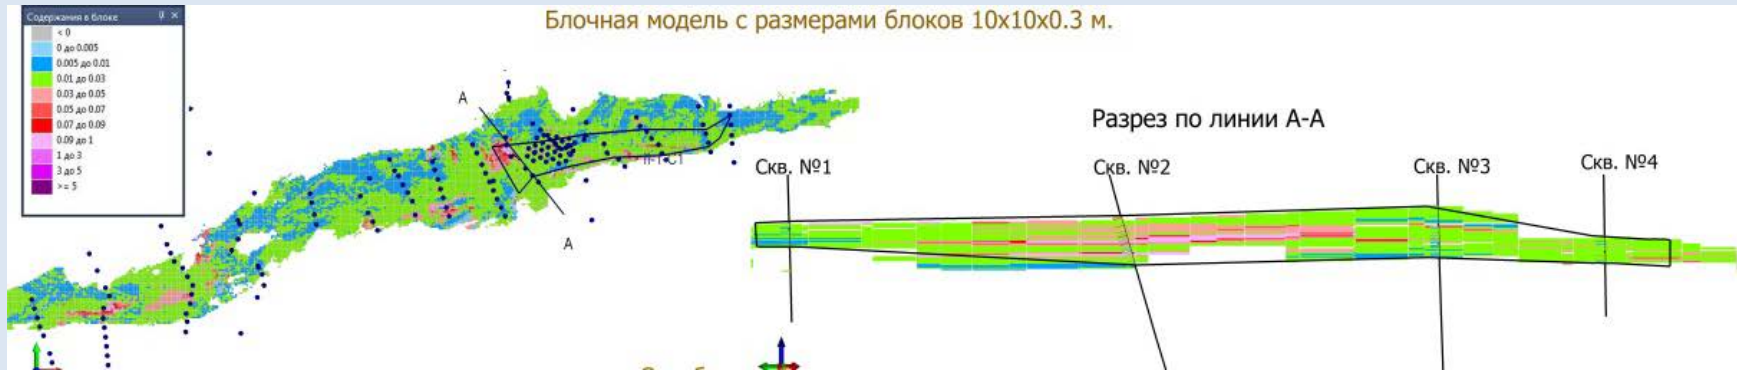 Содержания в блоке
< 0
0 до 0.005
0.005 до 0.01
0.01 до 0.03
0.03 до 0.05
0.05 до 0.07
0.07 до 0.09
0.09 до 1
1 до 3
3 до 5
>= 5
Блочная модель с размерами блоков 10x10x0.3 м.
А
А
Разрез по линии А-А
Скв. №1
Скв. №2
Скв. №3
Скв. №4